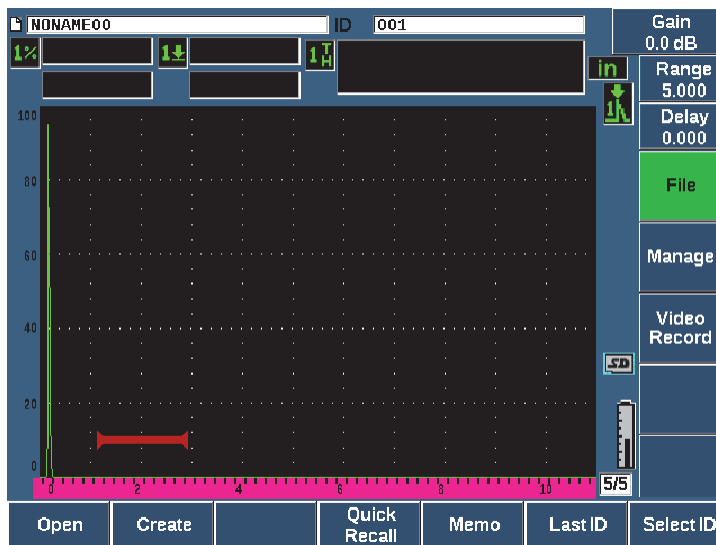 NONAME00 ID 001
Gain
0.0 dB
1%
1
1 T
H
in
Range
5.000
1
Delay
0.000
100
80
60
40
20
0
File
Manage
Video
Record
SD
0 2 4 6 8 10
5/5
Open Create Quick Recall Memo Last ID Select ID